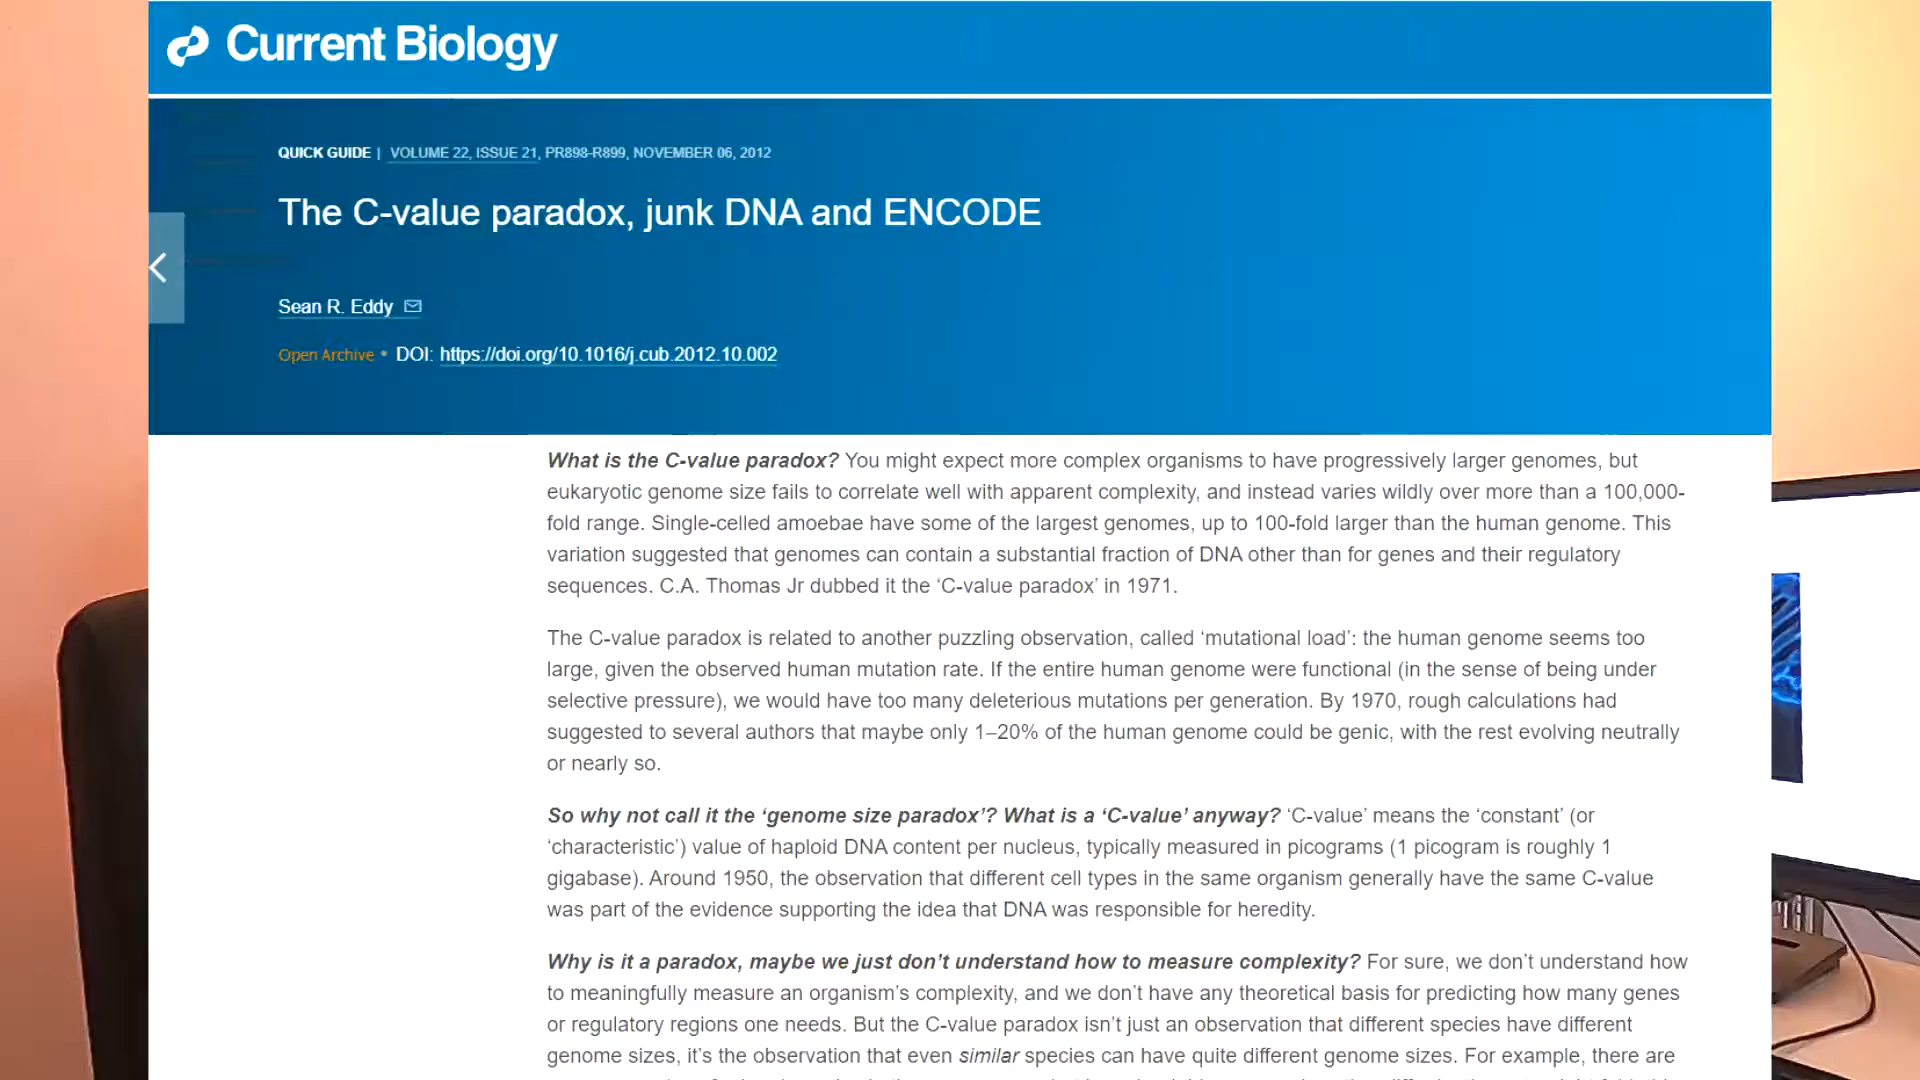 Current Biology
QUICK GUIDE | VOLUME 22, ISSUE 21, PR898-R899, NOVEMBER 06, 2012
The C-value paradox, junk DNA and ENCODE
Sean R. Eddy
Open Archive • DOI: https://doi.org/10.1016/j.cub.2012.10.002
What is the C-value paradox? You might expect more complex organisms to have progressively larger genomes, but
eukaryotic genome size fails to correlate well with apparent complexity, and instead varies wildly over more than a 100,000-
fold range. Single-celled amoebae have some of the largest genomes, up to 100-fold larger than the human genome. This
variation suggested that genomes can contain a substantial fraction of DNA other than for genes and their regulatory
sequences. C.A. Thomas Jr dubbed it the ‘C-value paradox’ in 1971.
The C-value paradox is related to another puzzling observation, called ‘mutational load’: the human genome seems too
large, given the observed human mutation rate. If the entire human genome were functional (in the sense of being under
selective pressure), we would have too many deleterious mutations per generation. By 1970, rough calculations had
suggested to several authors that maybe only 1–20% of the human genome could be genic, with the rest evolving neutrally
or nearly so.
So why not call it the ‘genome size paradox’? What is a ‘C-value’ anyway? ‘C-value’ means the ‘constant’ (or
‘characteristic’) value of haploid DNA content per nucleus, typically measured in picograms (1 picogram is roughly 1
gigabase). Around 1950, the observation that different cell types in the same organism generally have the same C-value
was part of the evidence supporting the idea that DNA was responsible for heredity.
Why is it a paradox, maybe we just don’t understand how to measure complexity? For sure, we don’t understand how
to meaningfully measure an organism’s complexity, and we don’t have any theoretical basis for predicting how many genes
or regulatory regions one needs. But the C-value paradox isn’t just an observation that different species have different
genome sizes, it’s the observation that even similar species can have quite different genome sizes. For example, there are